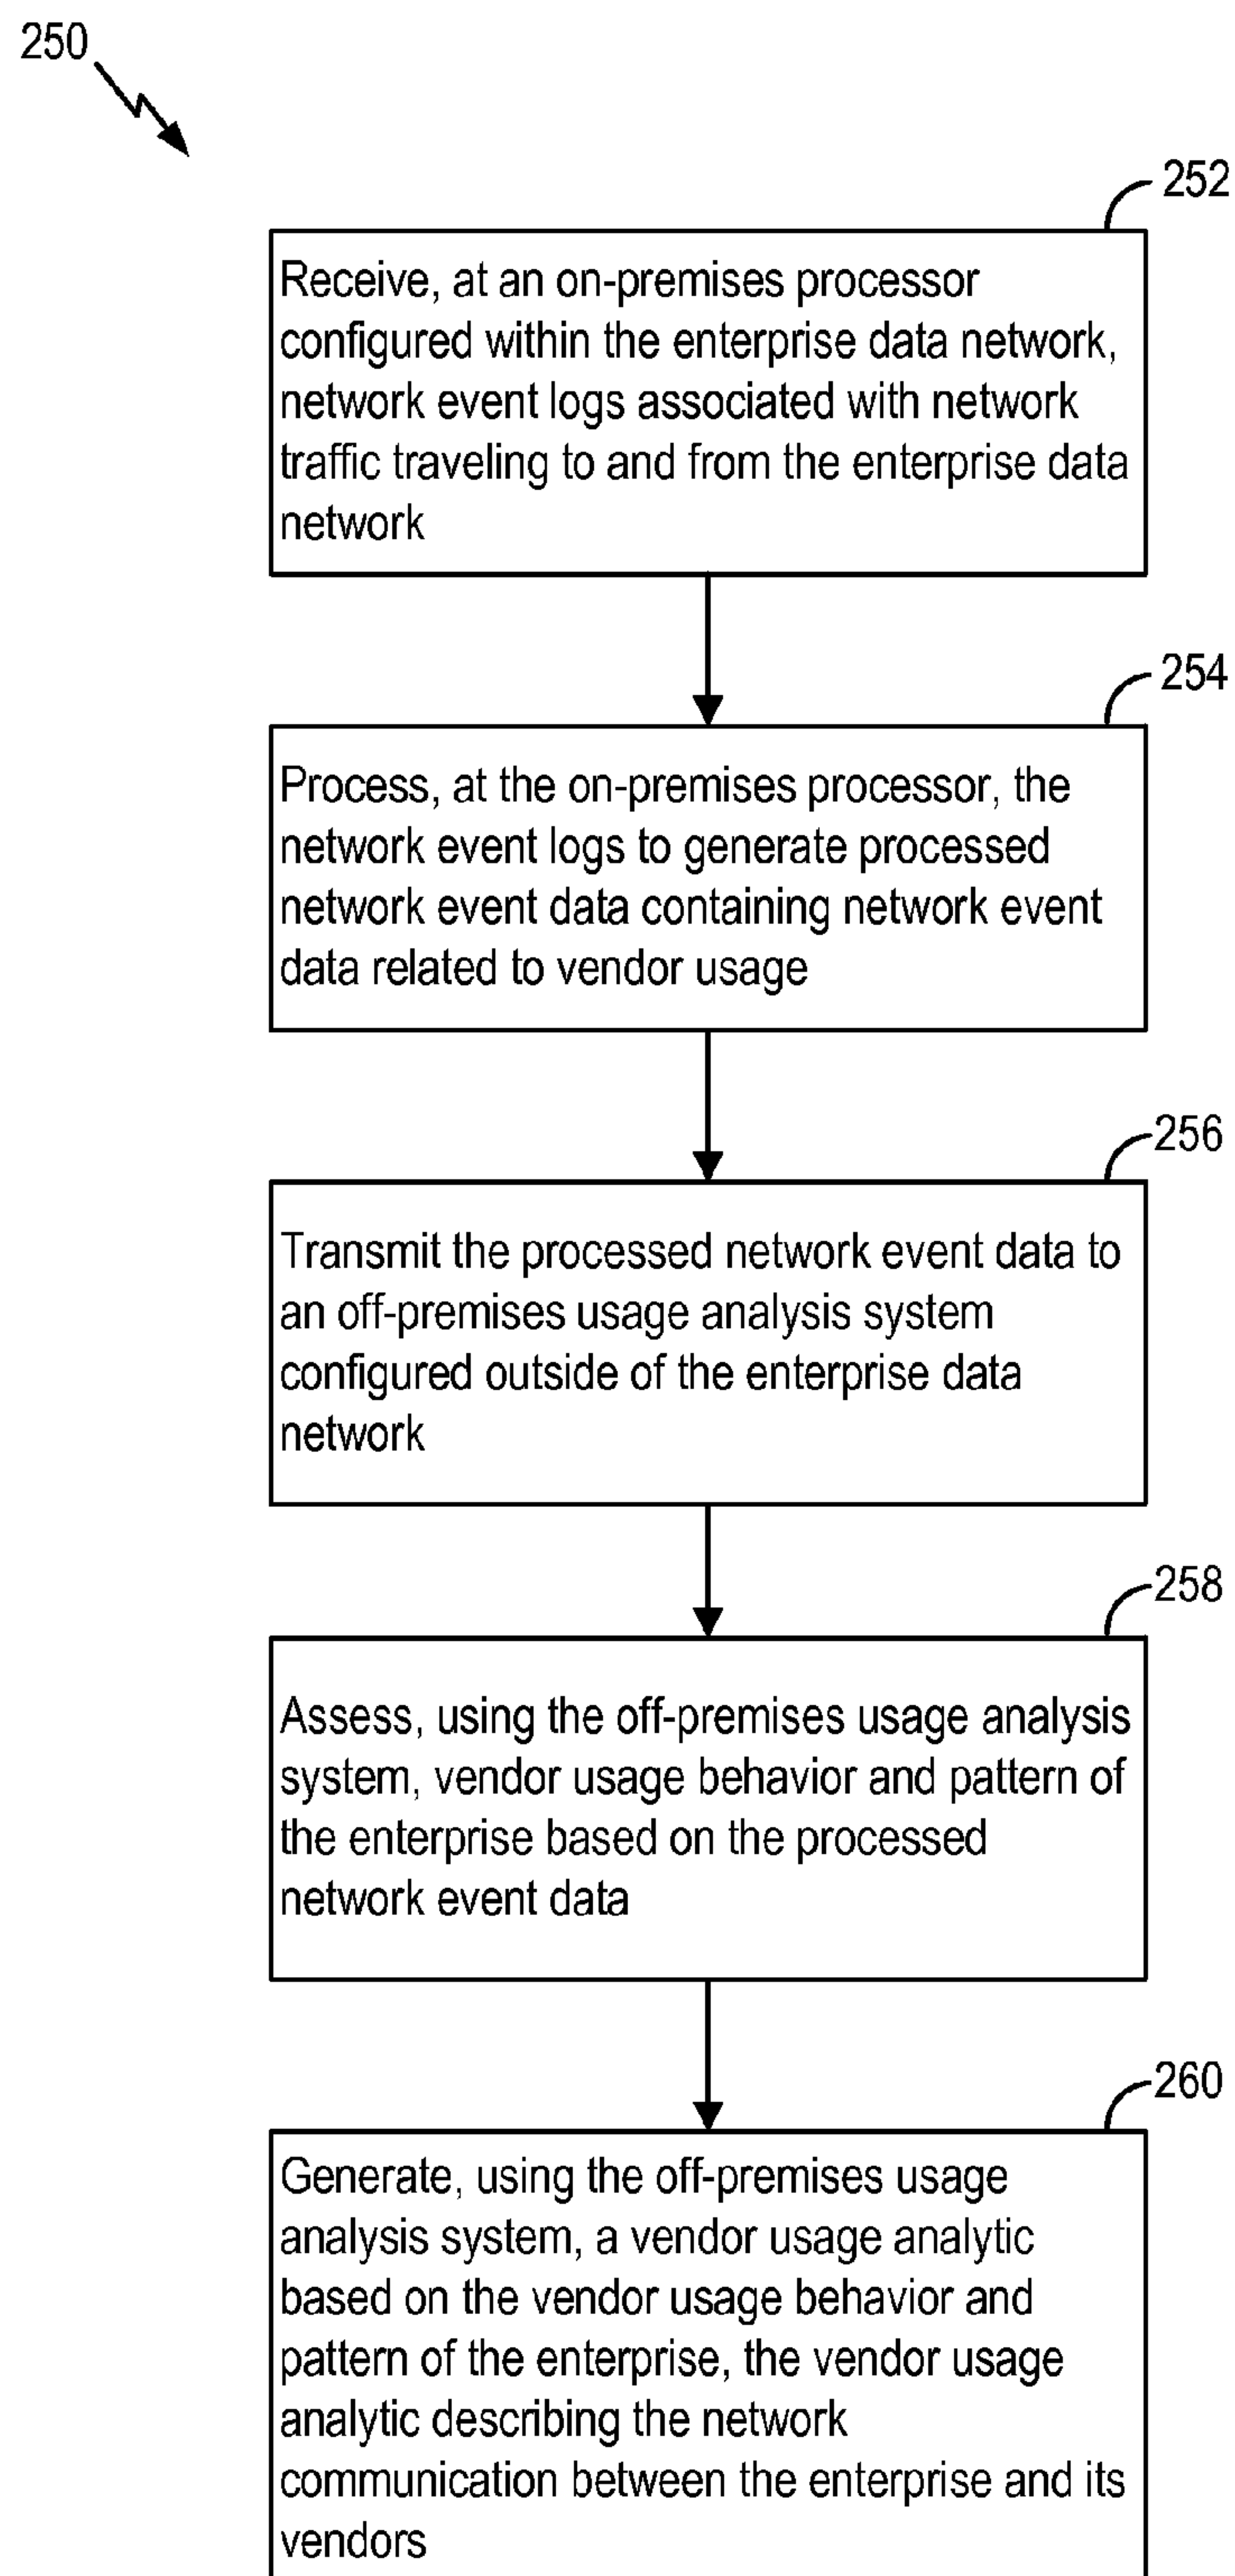 250
252
Receive, at an on-premises processor
configured within the enterprise data network,
network event logs associated with network
traffic traveling to and from the enterprise data
network
254
Process, at the on-premises processor, the
network event logs to generate processed
network event data containing network event
data related to vendor usage
256
Transmit the processed network event data to
an off-premises usage analysis system
configured outside of the enterprise data
network
258
Assess, using the off-premises usage analysis
system, vendor usage behavior and pattern of
the enterprise based on the processed
network event data
260
Generate, using the off-premises usage
analysis system, a vendor usage analytic
based on the vendor usage behavior and
pattern of the enterprise, the vendor usage
analytic describing the network
communication between the enterprise and its
vendors